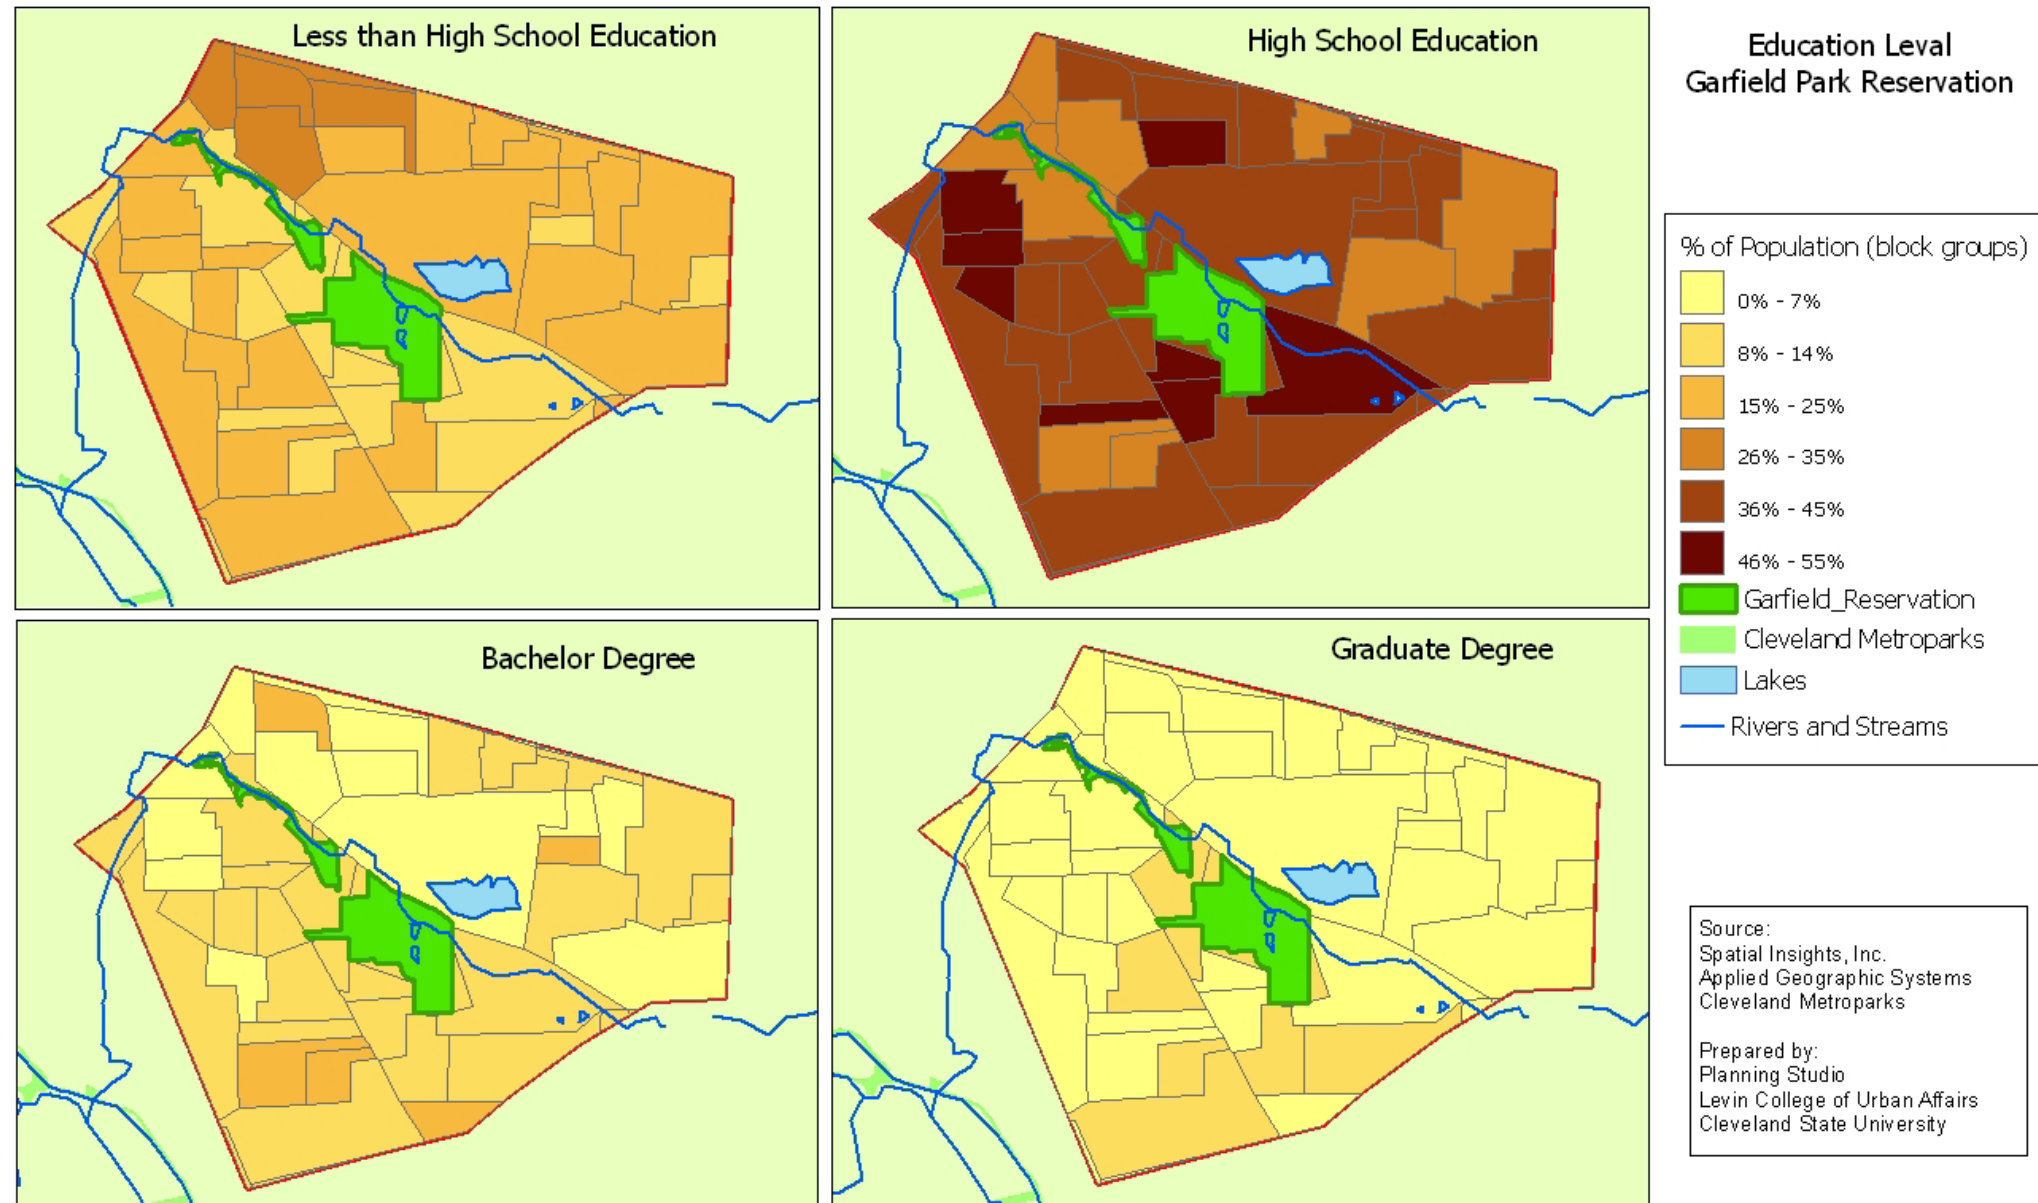 Less than High School Education
High School Education
Education Leval
Garfield Park Reservation
Bachelor Degree
Graduate Degree
% of Population (block groups)
0% - 7%
8% - 14%
15% - 25%
26% - 35%
36% - 45%
46% - 55%
Garfield_Reservation
Cleveland Metroparks
Lakes
Rivers and Streams
Source:
Spatial Insights, Inc.
Applied Geographic Systems
Cleveland Metroparks
Prepared by:
Planning Studio
Levin College of Urban Affairs
Cleveland State University